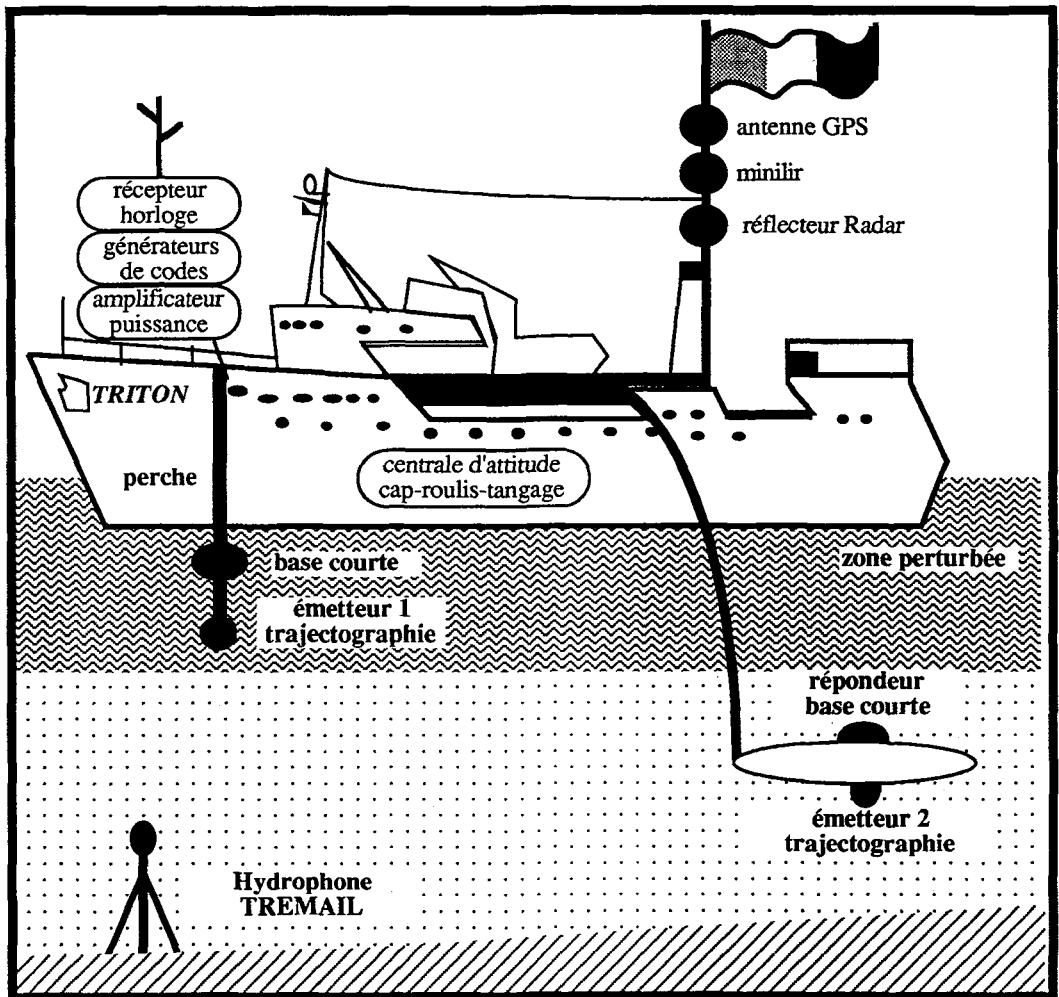 antenne GPS
minilir
réflecteur Radar
récepteur
horloge
générateurs
de codes
amplificateur
puissance
TRITON
perche
centrale d'attitude
cap-roulis-tangage
base courte
zone perturbée
émetteur 1
trajectographie
répondeur
base courte
émetteur 2
trajectographie
Hydrophone
TREMAIL